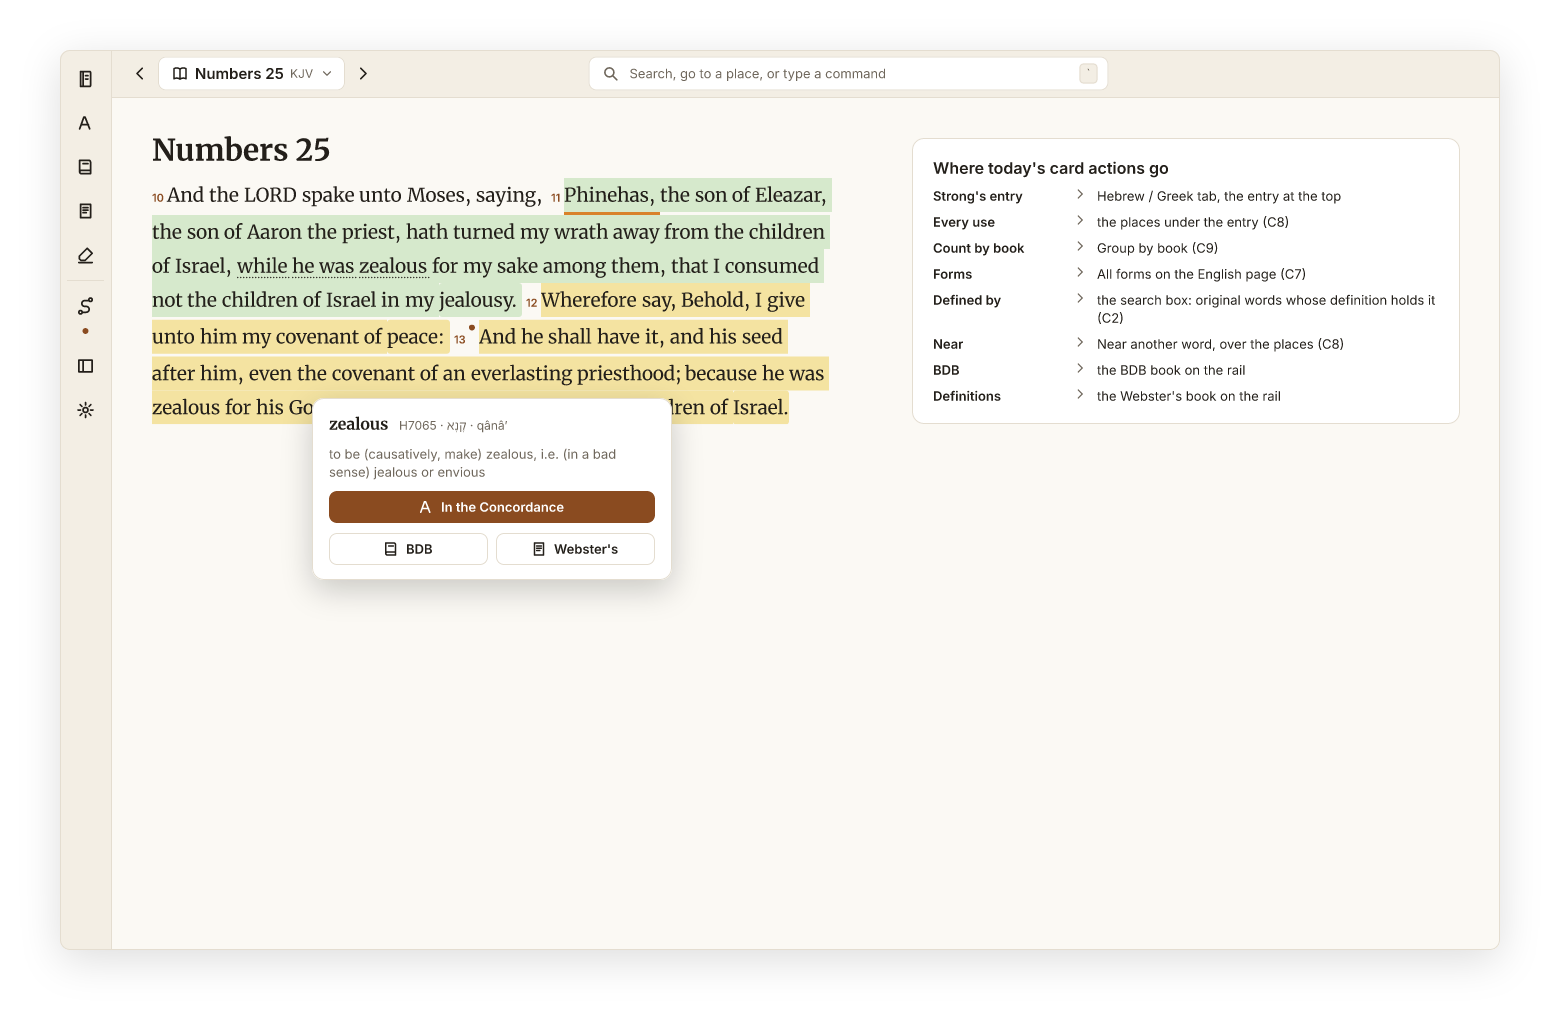 Numbers 25 KJV
Search, go to a place, or type a command
Numbers 25
10 And the LORD spake unto Moses, saying, 11 Phinehas, the son of Eleazar,
the son of Aaron the priest, hath turned my wrath away from the children
of Israel, while he was zealous for my sake among them, that I consumed
not the children of Israel in my jealousy. 12 Wherefore say, Behold, I give
unto him my covenant of peace: 13 And he shall have it, and his seed
after him, even the covenant of an everlasting priesthood; because he was
zealous for his of Israel.
zealous H7065 · קָנָא · qânâʼ
to be (causatively, make) zealous, i.e. (in a bad
sense) jealous or envious
In the Concordance
BDB Webster's
Where today's card actions go
Strong's entry Hebrew / Greek tab, the entry at the top
Every use the places under the entry (C8)
Count by book Group by book (C9)
Forms All forms on the English page (C7)
Defined by the search box: original words whose definition holds it
(C2)
Near Near another word, over the places (C8)
BDB the BDB book on the rail
Definitions the Webster's book on the rail